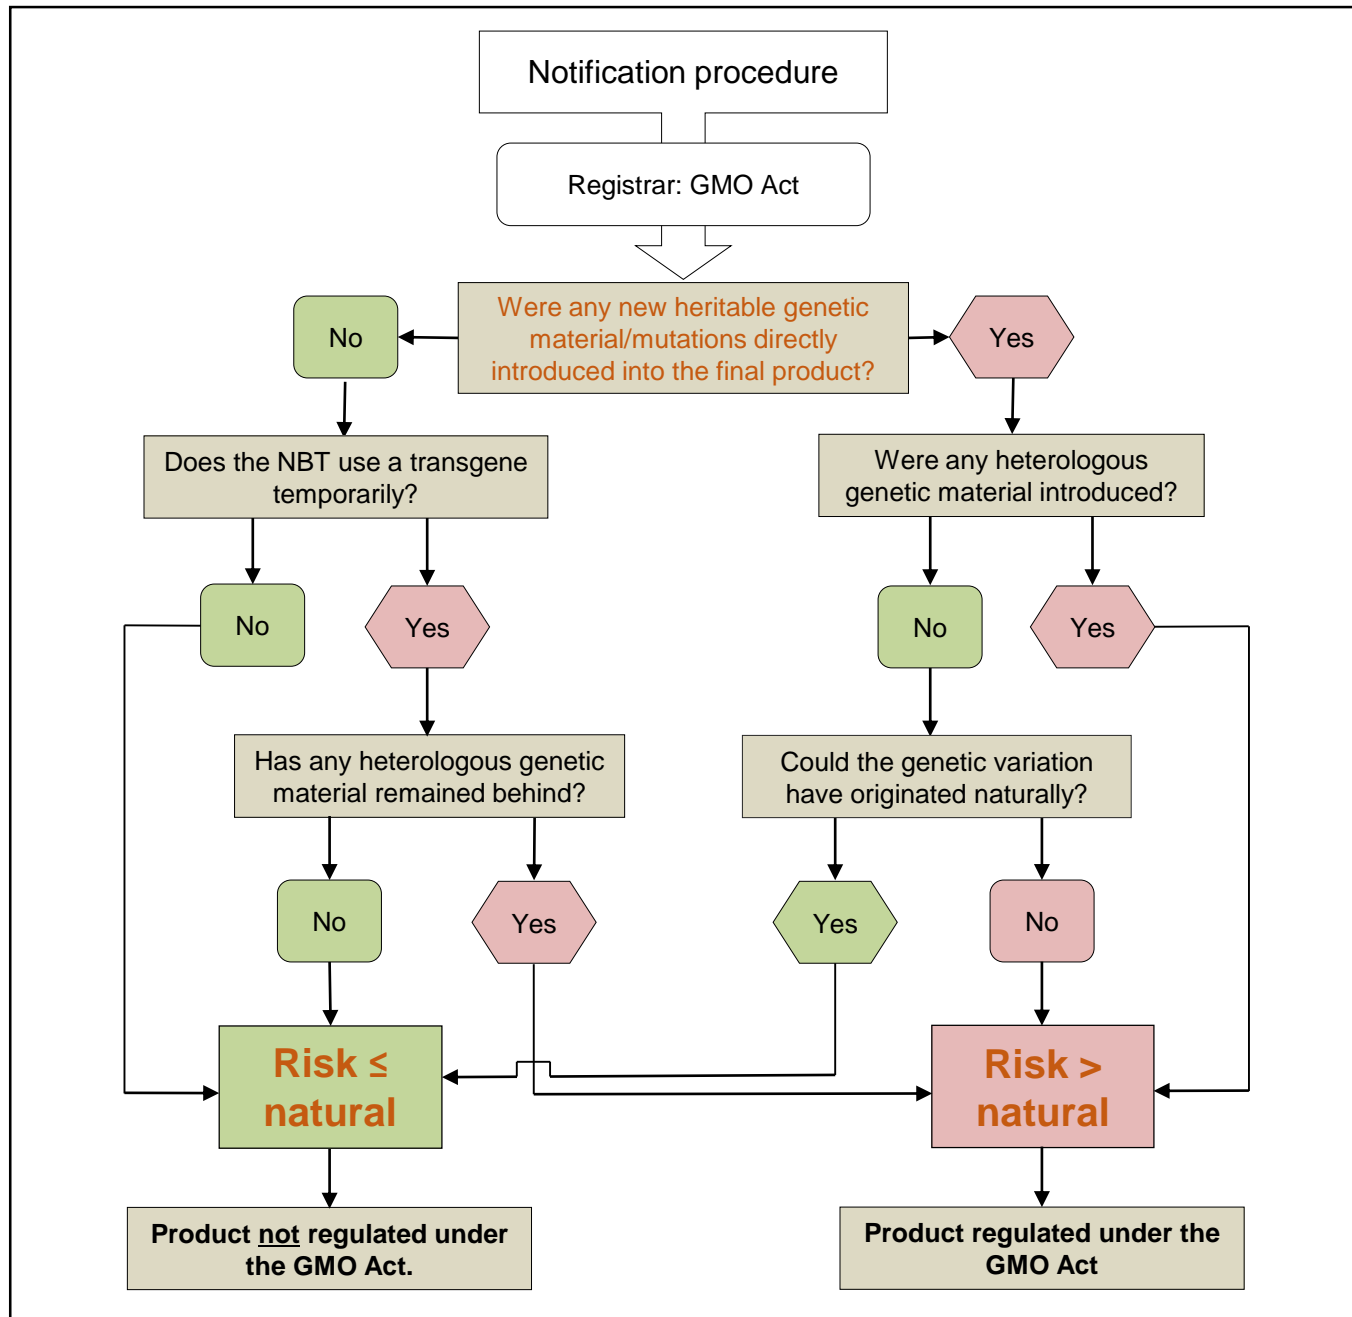 Notification procedure
Registrar: GMO Act
Were any new heritable genetic
material/mutations directly
introduced into the final product?
No
Yes
Does the NBT use a transgene
temporarily?
Were any heterologous
genetic material introduced?
No
Yes
No
Yes
Has any heterologous genetic
material remained behind?
Could the genetic variation
have originated naturally?
No
Yes
Yes
No
Risk ≤
natural
Risk >
natural
Product not regulated under
the GMO Act.
Product regulated under the
GMO Act